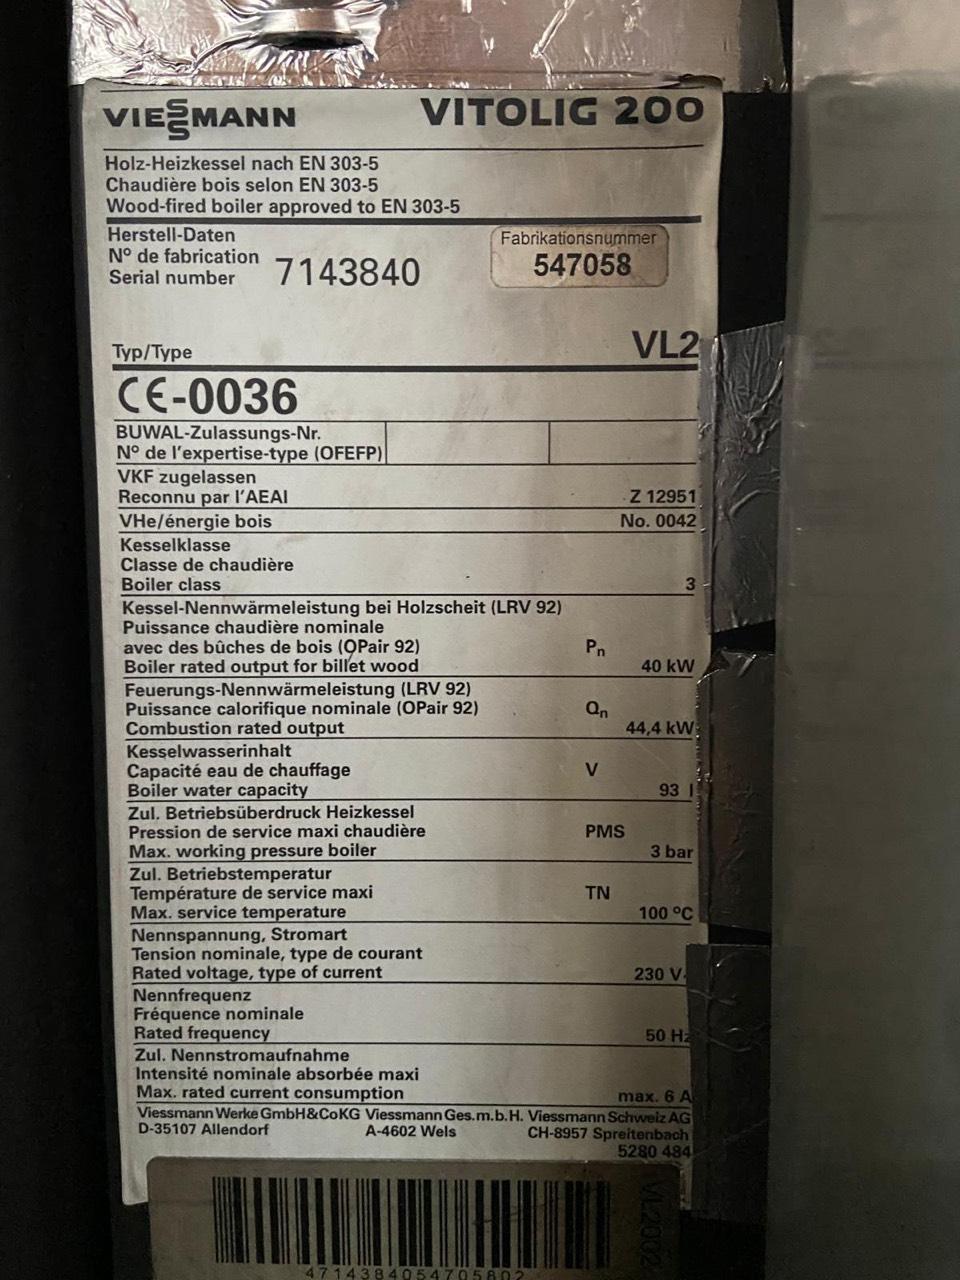 VIESSMANN VITOLIG 200
Holz-Heizkessel nach EN 303-5
Chaudière bois selon EN 303-5
Wood-fired boiler approved to EN 303-5
Herstell-Daten
N° de fabrication
Serial number 7143840
Fabrikationsnummer
547058
Typ/Type VL2
CE-0036
BUWAL-Zulassungs-Nr.
N° de l'expertise-type (OFEFP)
VKF zugelassen
Reconnu par l'AEAI Z 12951
VHe/énergie bois No. 0042
Kesselklasse
Classe de chaudière
Boiler class 3
Kessel-Nennwärmeleistung bei Holzscheit (LRV 92)
Puissance chaudière nominale
avec des bûches de bois (OPair 92) Pn
Boiler rated output for billet wood 40 kW
Feuerungs-Nennwärmeleistung (LRV 92)
Puissance calorifique nominale (OPair 92) Qn
Combustion rated output 44,4 kW
Kesselwasserinhalt
Capacité eau de chauffage V
Boiler water capacity 93 l
Zul. Betriebsüberdruck Heizkessel
Pression de service maxi chaudière PMS
Max. working pressure boiler 3 bar
Zul. Betriebstemperatur
Température de service maxi TN
Max. service temperature 100 °C
Nennspannung, Stromart
Tension nominale, type de courant
Rated voltage, type of current 230 V
Nennfrequenz
Fréquence nominale
Rated frequency 50 Hz
Zul. Nennstromaufnahme
Intensité nominale absorbée maxi
Max. rated current consumption max. 6 A
Viessmann Werke GmbH&CoKG Viessmann Ges.m.b.H. Viessmann Schweiz AG
D-35107 Allendorf A-4602 Wels CH-8957 Spreitenbach
5280 484
VL2002
4714384054705802